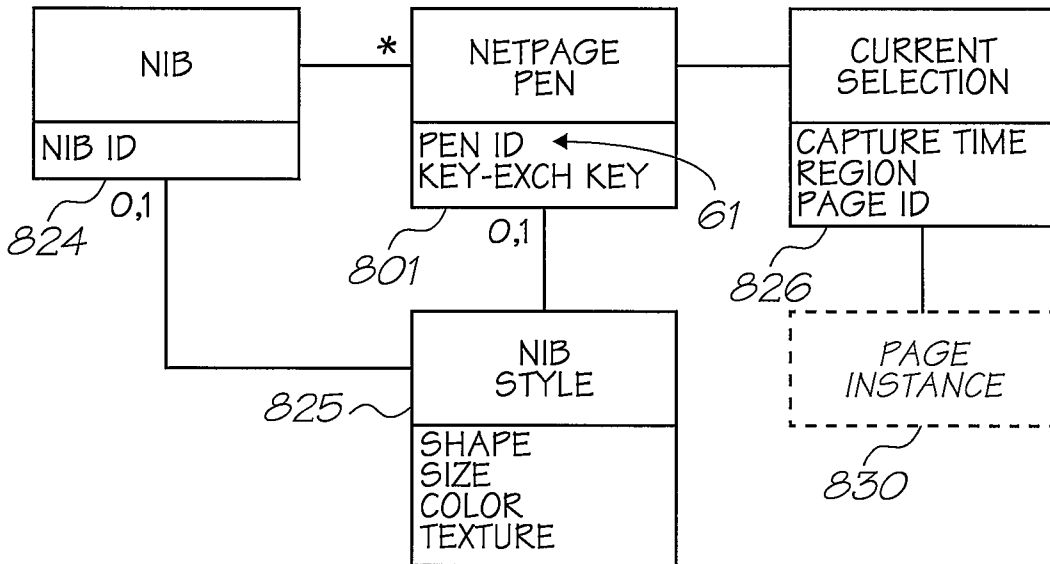 NIB
NIB ID
824
0,1
*
NETPAGE
PEN
PEN ID
KEY-EXCH KEY
61
801
0,1
CURRENT
SELECTION
CAPTURE TIME
REGION
PAGE ID
826
NIB
STYLE
825
SHAPE
SIZE
COLOR
TEXTURE
PAGE
INSTANCE
830